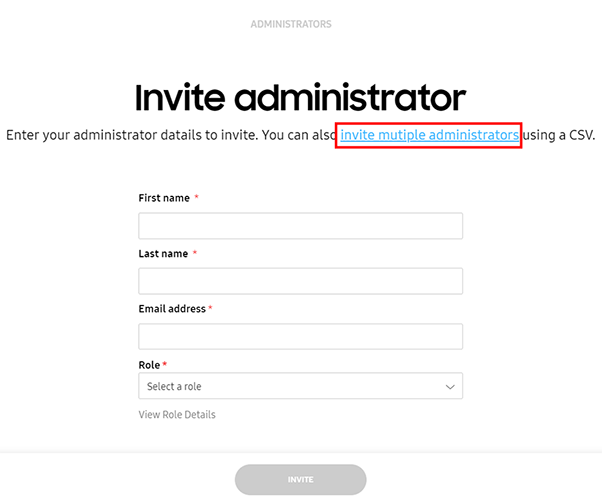 ADMINISTRATORS
Invite administrator
Enter your administrator datails to invite. You can also invite mutiple administrators using a CSV.
First name *
Last name *
Email address *
Role *
Select a role
View Role Details
INVITE